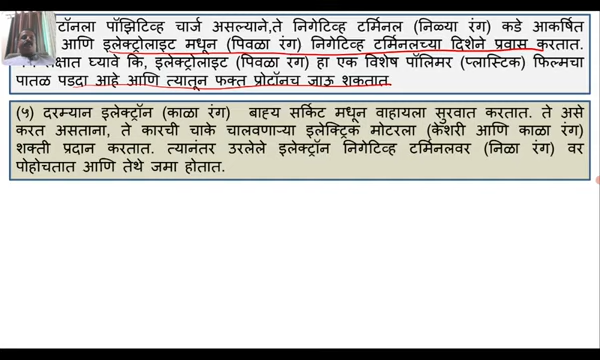 टॉनला पॉझिटिव्ह चार्ज असल्याने,ते निगेटिव्ह टर्मिनल (निळ्या रंग) कडे आकर्षित
आणि इलेक्ट्रोलाइट मधून (पिवळा रंग) निगेटिव्ह टर्मिनलच्या दिशेने प्रवास करतात.
घ्यावे कि, इलेक्ट्रोलाइट (पिवळा रंग) हा एक विशेष पॉलिमर (प्लास्टिक) फिल्मचा
पातळ पडदा आहे आणि त्यातून फक्त प्रोटॉनच जाऊ शकतात.
(५) दरम्यान इलेक्ट्रॉन (काळा रंग) बाह्य सर्किट मधून वाहायला सुरवात करतात. ते असे
करत असताना, ते कारची चाके चालवणाऱ्या इलेक्ट्रिक मोटरला (केशरी आणि काळा रंग)
शक्ती प्रदान करतात. त्यानंतर उरलेले इलेक्ट्रॉन निगेटिव्ह टर्मिनलवर (निळा रंग) वर
पोहोचतात आणि तेथे जमा होतात.